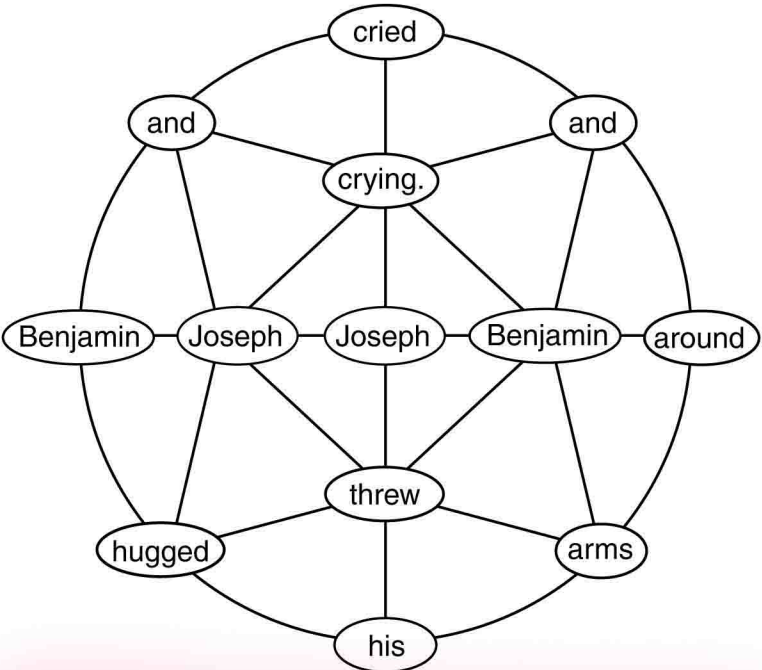 cried
and
and
crying.
Benjamin
Joseph
Joseph
Benjamin
around
threw
hugged
arms
his